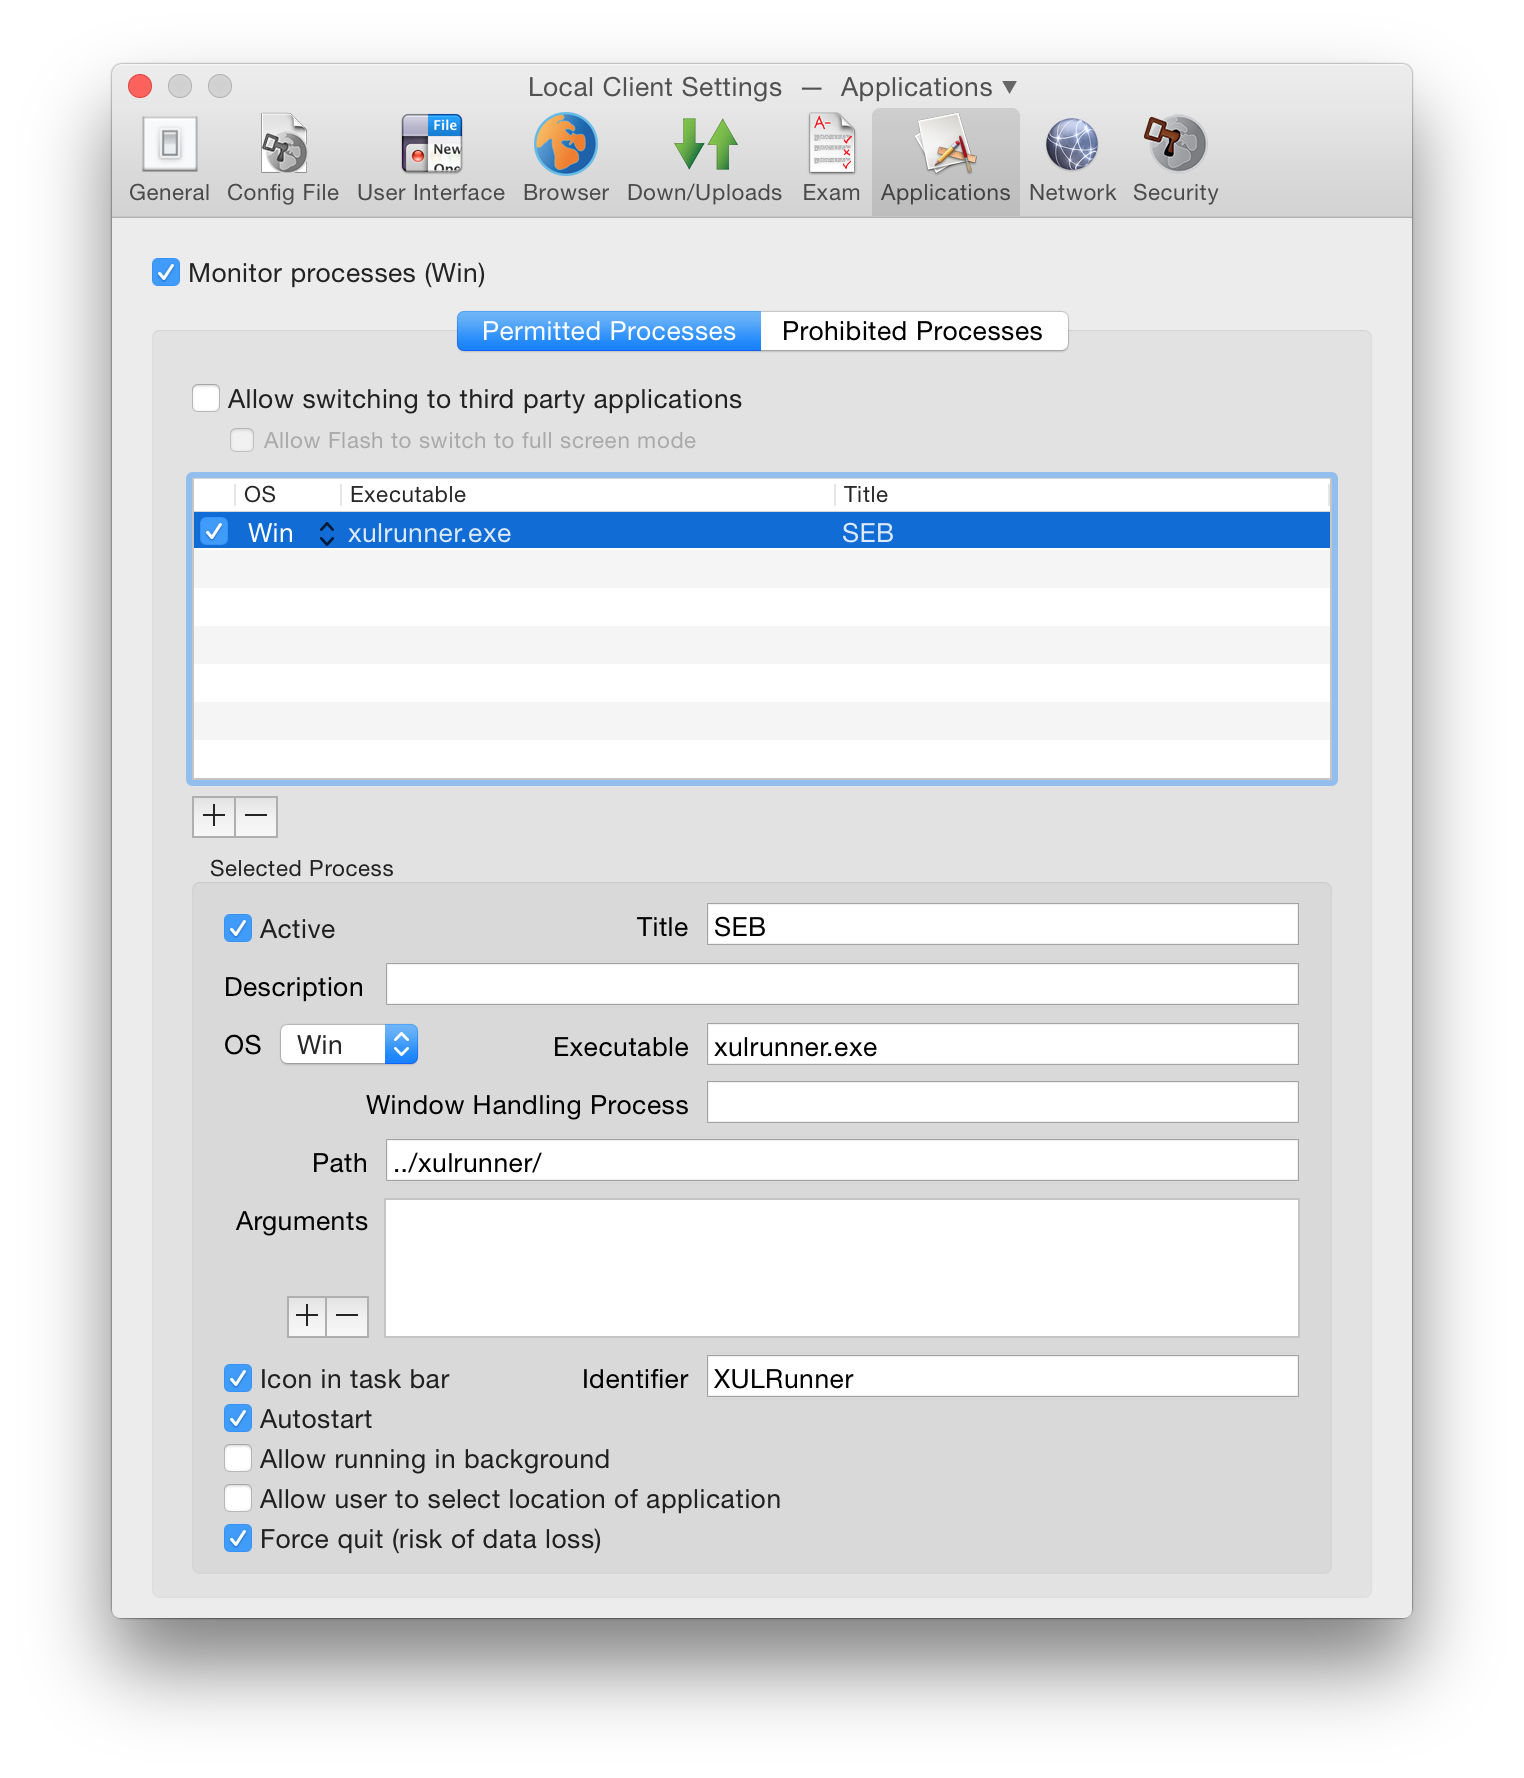 Local Client Settings — Applications ▼
File
New
A-
General Config File User Interface Browser Down/Uploads Exam Applications Network Security
Monitor processes (Win)
Permitted Processes Prohibited Processes
Allow switching to third party applications
Allow Flash to switch to full screen mode
OS Executable Title
Win xulrunner.exe SEB
Selected Process
Active Title SEB
Description
OS Win Executable xulrunner.exe
Window Handling Process
Path ../xulrunner/
Arguments
Icon in task bar Identifier XULRunner
Autostart
Allow running in background
Allow user to select location of application
Force quit (risk of data loss)